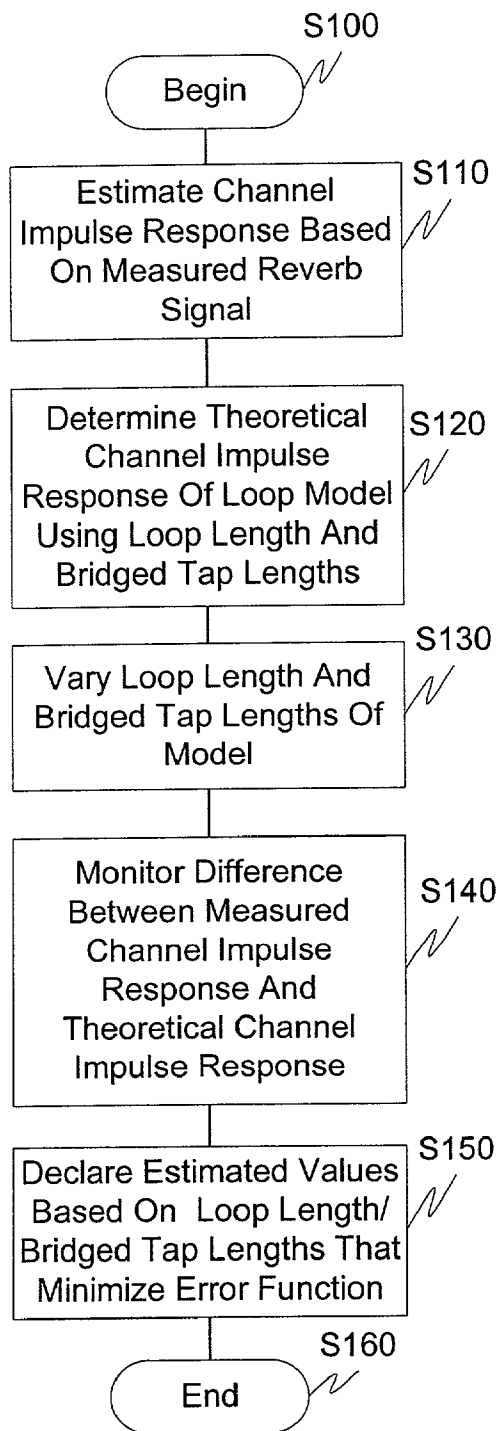 S100
Begin
S110
Estimate Channel
Impulse Response Based
On Measured Reverb
Signal
S120
Determine Theoretical
Channel Impulse
Response Of Loop Model
Using Loop Length And
Bridged Tap Lengths
S130
Vary Loop Length And
Bridged Tap Lengths Of
Model
S140
Monitor Difference
Between Measured
Channel Impulse
Response And
Theoretical Channel
Impulse Response
S150
Declare Estimated Values
Based On Loop Length/
Bridged Tap Lengths That
Minimize Error Function
S160
End